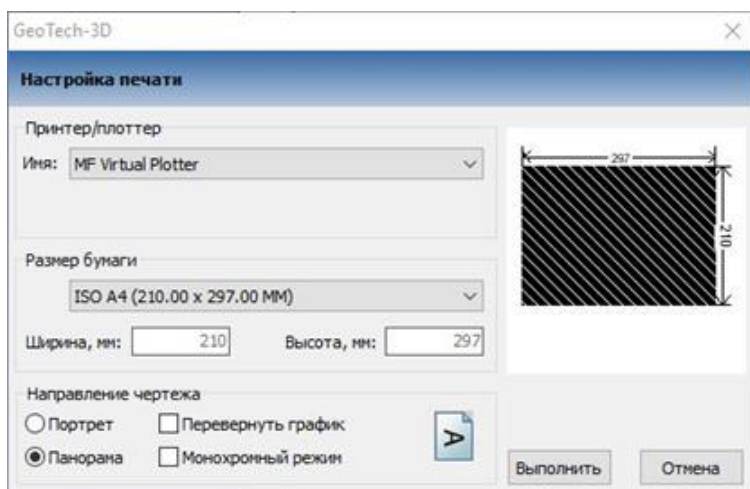 GeoTech-3D
Настройка печати
Принтер/плоттер
Имя: MF Virtual Plotter
Размер бумаги
ISO A4 (210.00 x 297.00 MM)
Ширина, мм: 210 Высота, мм: 297
Направление чертежа
Портрет Перевернуть график
Панорама Монохромный режим
A
297
210
Выполнить Отмена